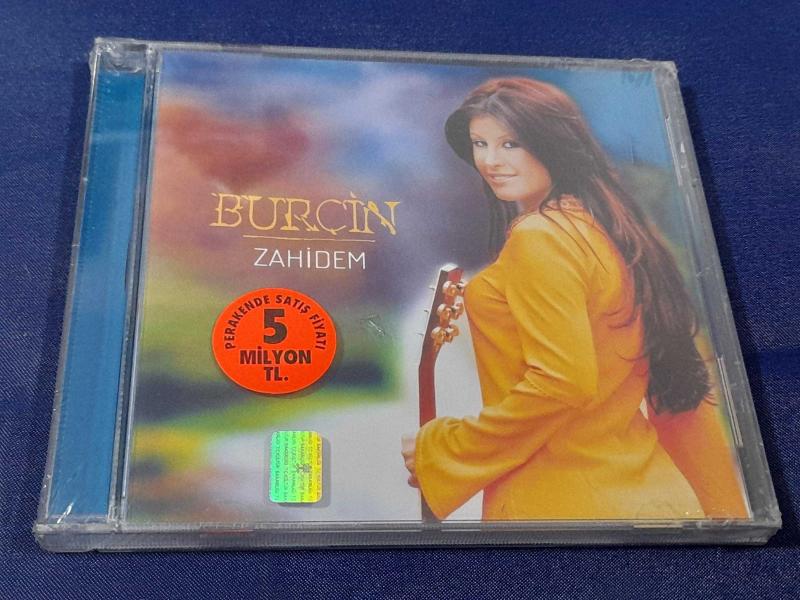 BURÇİN
ZAHİDEM
PERAKENDE SATIŞ FİYATI
5
MİLYON
TL.